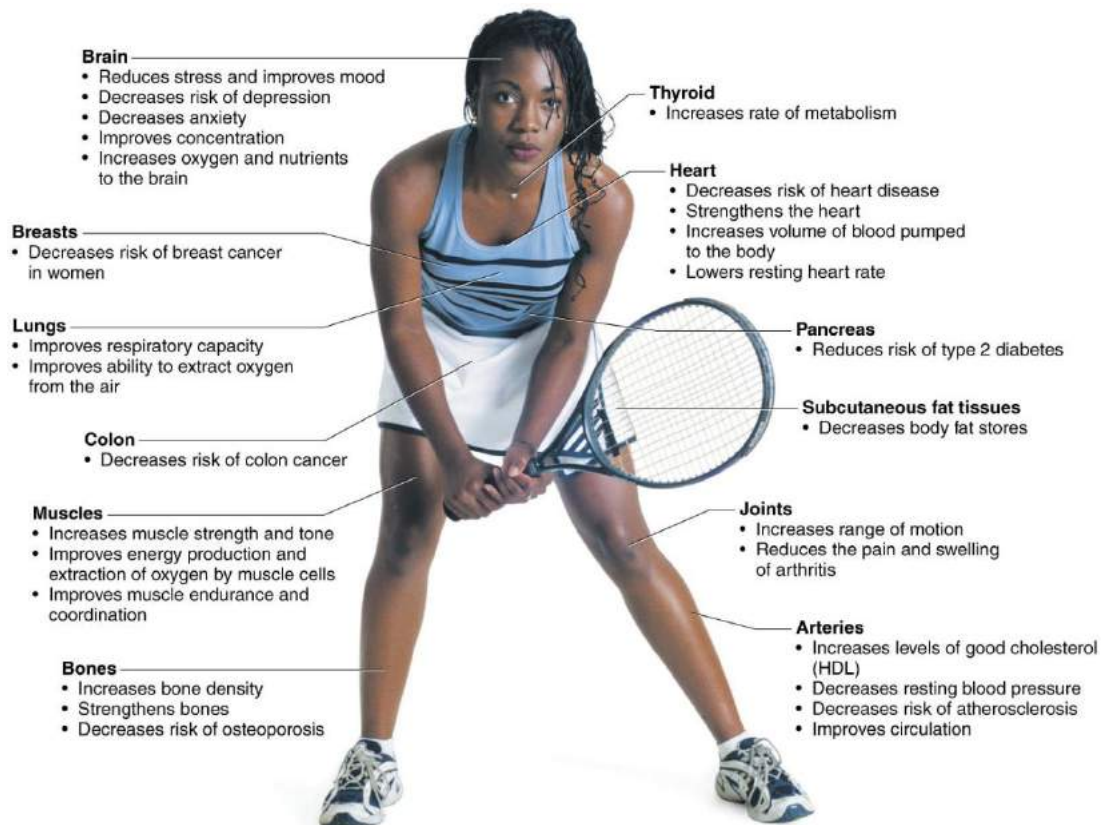 Brain
• Reduces stress and improves mood
• Decreases risk of depression
• Decreases anxiety
• Improves concentration
• Increases oxygen and nutrients
to the brain
Breasts
• Decreases risk of breast cancer
in women
Lungs
• Improves respiratory capacity
• Improves ability to extract oxygen
from the air
Colon
• Decreases risk of colon cancer
Muscles
• Increases muscle strength and tone
• Improves energy production and
extraction of oxygen by muscle cells
• Improves muscle endurance and
coordination
Bones
• Increases bone density
• Strengthens bones
• Decreases risk of osteoporosis
Thyroid
• Increases rate of metabolism
Heart
• Decreases risk of heart disease
• Strengthens the heart
• Increases volume of blood pumped
to the body
• Lowers resting heart rate
Pancreas
• Reduces risk of type 2 diabetes
Subcutaneous fat tissues
• Decreases body fat stores
Joints
• Increases range of motion
• Reduces the pain and swelling
of arthritis
Arteries
• Increases levels of good cholesterol
(HDL)
• Decreases resting blood pressure
• Decreases risk of atherosclerosis
• Improves circulation